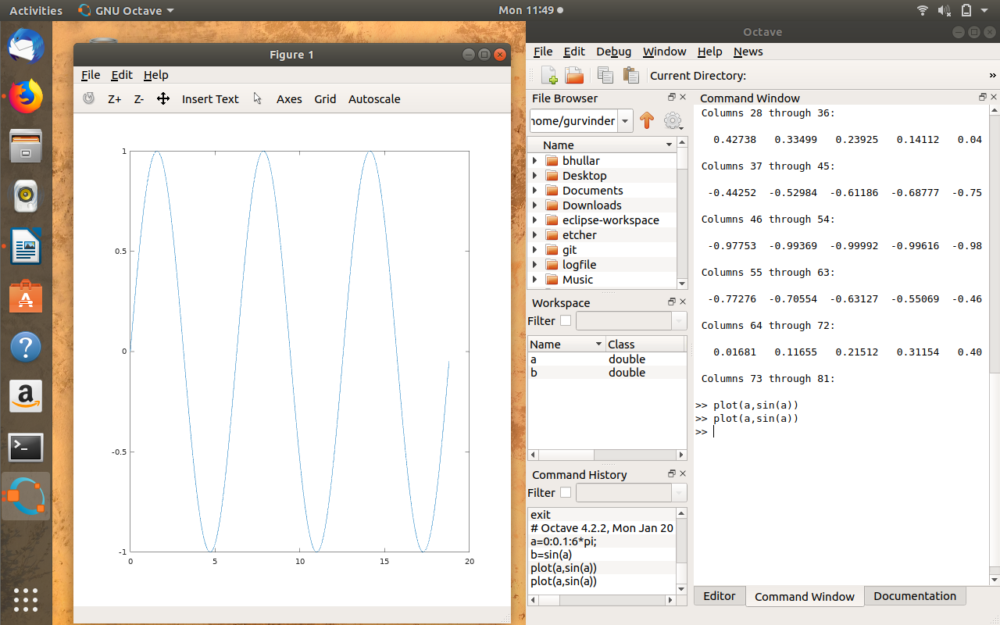 Activities GNU Octave Mon 11:49
Figure 1
File Edit Help
Z+ Z- Insert Text Axes Grid Autoscale
1
0.5
0
-0.5
-1
0 5 10 15 20
Octave
File Edit Debug Window Help News
Current Directory: »
File Browser
home/gurvinder
Name
bhullar
Desktop
Documents
Downloads
eclipse-workspace
etcher
git
logfile
Music
Workspace
Filter
Name Class
a double
b double
Command History
Filter
exit
# Octave 4.2.2, Mon Jan 20
a=0:0.1:6*pi;
b=sin(a)
plot(a,sin(a))
plot(a,sin(a))
Command Window
Columns 28 through 36:
0.42738 0.33499 0.23925 0.14112 0.04
Columns 37 through 45:
-0.44252 -0.52984 -0.61186 -0.68777 -0.75
Columns 46 through 54:
-0.97753 -0.99369 -0.99992 -0.99616 -0.98
Columns 55 through 63:
-0.77276 -0.70554 -0.63127 -0.55069 -0.46
Columns 64 through 72:
0.01681 0.11655 0.21512 0.31154 0.40
Columns 73 through 81:
>> plot(a,sin(a))
>> plot(a,sin(a))
>>
Editor Command Window Documentation